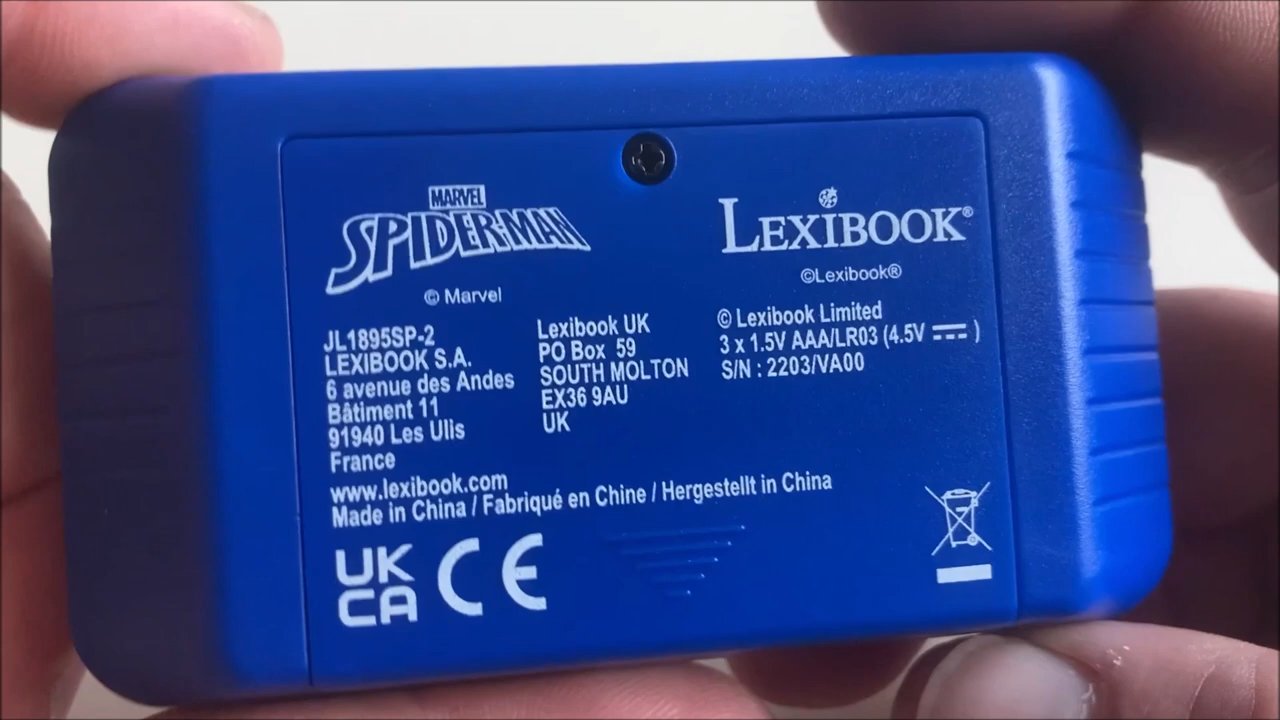 MARVEL
SPIDER-MAN
© Marvel
JL1895SP-2
LEXIBOOK S.A.
6 avenue des Andes
Bâtiment 11
91940 Les Ulis
France
www.lexibook.com
Made in China / Fabriqué en Chine / Hergestellt in China
Lexibook UK
PO Box 59
SOUTH MOLTON
EX36 9AU
UK
LEXIBOOK®
©Lexibook®
© Lexibook Limited
3 x 1.5V AAA/LR03 (4.5V ⎓ )
S/N : 2203/VA00
UK
CA
CE